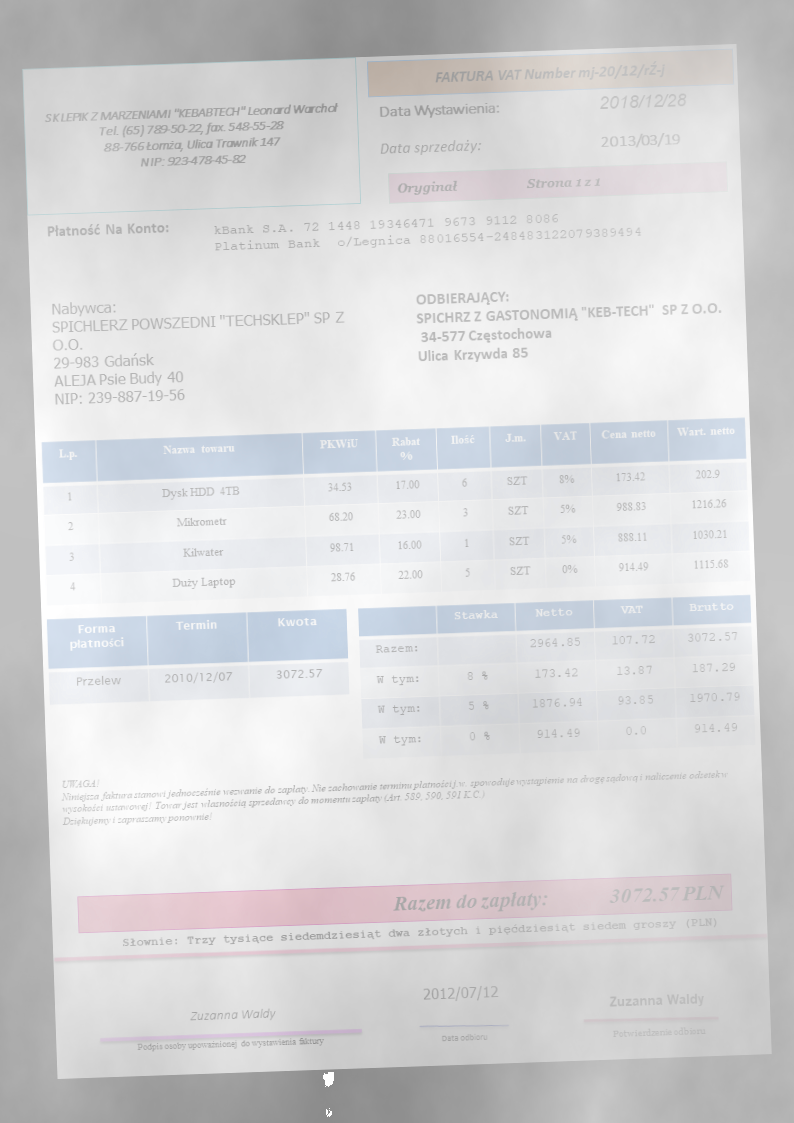 SKLEPIK Z MARZENIAMI "KEBABTECH" Leonard Warchoł
Tel. (65) 789-50-22, fax. 548-55-28
88-766 Łomża, Ulica Trawnik 147
NIP: 923-478-45-82
FAKTURA VAT Number mj-20/12/rŻ-j
Data Wystawienia: 2018/12/28
Data sprzedaży: 2013/03/19
Oryginał Strona 1 z 1
Płatność Na Konto: kBank S.A. 72 1448 19346471 9673 9112 8086
Platinum Bank o/Legnica 88016554-248483122079389494
Nabywca:
SPICHLERZ POWSZEDNI "TECHSKLEP" SP Z
O.O.
29-983 Gdańsk
ALEJA Psie Budy 40
NIP: 239-887-19-56
ODBIERAJĄCY:
SPICHRZ Z GASTONOMIĄ "KEB-TECH" SP Z O.O.
34-577 Częstochowa
Ulica Krzywda 85
L.p. Nazwa towaru PKWiU Rabat % Ilość J.m. VAT Cena netto Wart. netto
1 Dysk HDD 4TB 34.53 17.00 6 SZT 8% 173.42 202.9
2 Mikrometr 68.20 23.00 3 SZT 5% 988.83 1216.26
3 Kilwater 98.71 16.00 1 SZT 5% 888.11 1030.21
4 Duży Laptop 28.76 22.00 5 SZT 0% 914.49 1115.68
Forma płatności Termin Kwota
Przelew 2010/12/07 3072.57
Stawka Netto VAT Brutto
Razem: 2964.85 107.72 3072.57
W tym: 8 % 173.42 13.87 187.29
W tym: 5 % 1876.94 93.85 1970.79
W tym: 0 % 914.49 0.0 914.49
UWAGA!
Niniejsza faktura stanowi jednocześnie wezwanie do zapłaty. Nie zachowanie terminu płatności j.w. spowoduje wystąpienie na drogę sądową i naliczenie odsetek w
wysokości ustawowej! Towar jest własnością sprzedawcy do momentu zapłaty (Art. 589, 590, 591 K.C.)
Dziękujemy i zapraszamy ponownie!
Razem do zapłaty: 3072.57 PLN
Słownie: Trzy tysiące siedemdziesiąt dwa złotych i pięćdziesiąt siedem groszy (PLN)
Zuzanna Waldy
Podpis osoby upoważnionej do wystawienia faktury
2012/07/12
Data odbioru
Zuzanna Waldy
Potwierdzenie odbioru